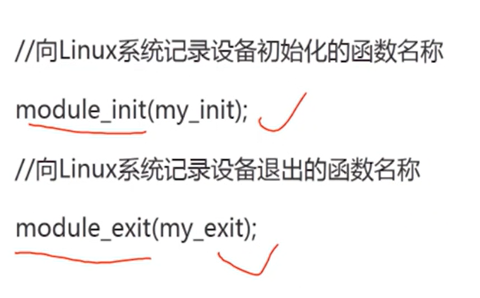 //向Linux系统记录设备初始化的函数名称
module_init(my_init);
//向Linux系统记录设备退出的函数名称
module_exit(my_exit);